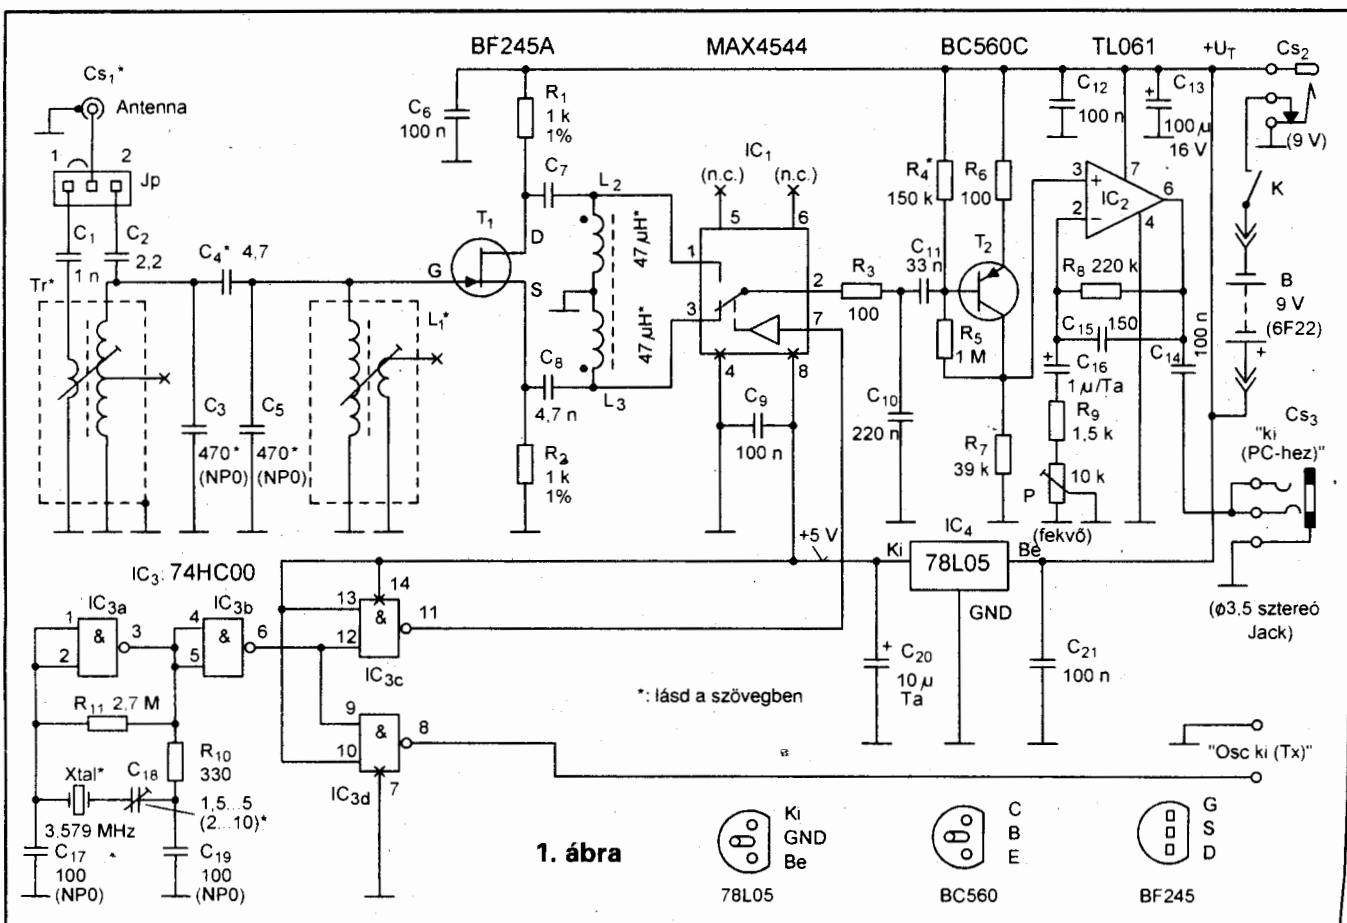 BF245A MAX4544 BC560C TL061 +U_T Cs₂
Cs₁*
Antenna
1 2
Jp
C₁
1 n
C₂
2,2
C₄* 4,7
Tr*
L₁*
C₃
470*
(NP0)
C₅
470*
(NP0)
C₆
100 n
R₁
1 k
1%
C₇
T₁
D
G
S
C₈
4,7 n
R₂
1 k
1%
L₂
47 µH*
47 µH*
L₃
IC₁
(n.c.) (n.c.)
5 6
1
3
2
7
4 8
C₉
100 n
R₃
100
C₁₀
220 n
C₁₁
33 n
R₄*
150 k
R₆
100
T₂
R₅
1 M
R₇
39 k
C₁₂
100 n
C₁₃
+
100 µ
16 V
3 +
2 −
IC₂
7
6
4
R₈ 220 k
C₁₅ 150
+
C₁₆
1 µ/Ta
C₁₄
100 n
R₉
1,5 k
P
10 k
(fekvő)
(9 V)
K
B
9 V
(6F22)
+
Cs₃
"ki
(PC-hez)"
(ø3,5 sztereó
Jack)
+5 V
IC₄
Ki 78L05 Be
GND
+
C₂₀
10 µ
Ta
C₂₁
100 n
IC₃: 74HC00
IC₃ₐ
1
2
&
3
IC₃b
4
5
&
6
14
13
12
&
11
IC₃c
9
10
&
8
7
IC₃d
R₁₁ 2,7 M
R₁₀
330
Xtal*
3.579 MHz
C₁₈
1,5...5
(2...10)*
C₁₇
100
(NP0)
C₁₉
100
(NP0)
*: lásd a szövegben
"Osc ki (Tx)"
1. ábra
Ki
GND
Be
78L05
C
B
E
BC560
G
S
D
BF245